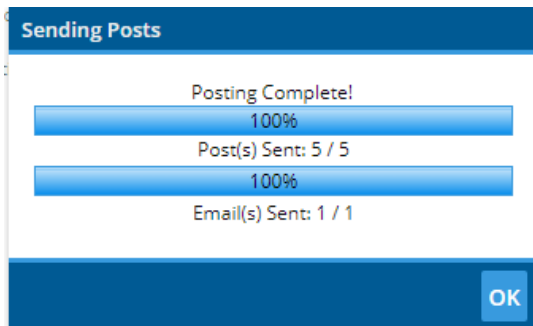 Sending Posts
Posting Complete!
100%
Post(s) Sent: 5 / 5
100%
Email(s) Sent: 1 / 1
OK